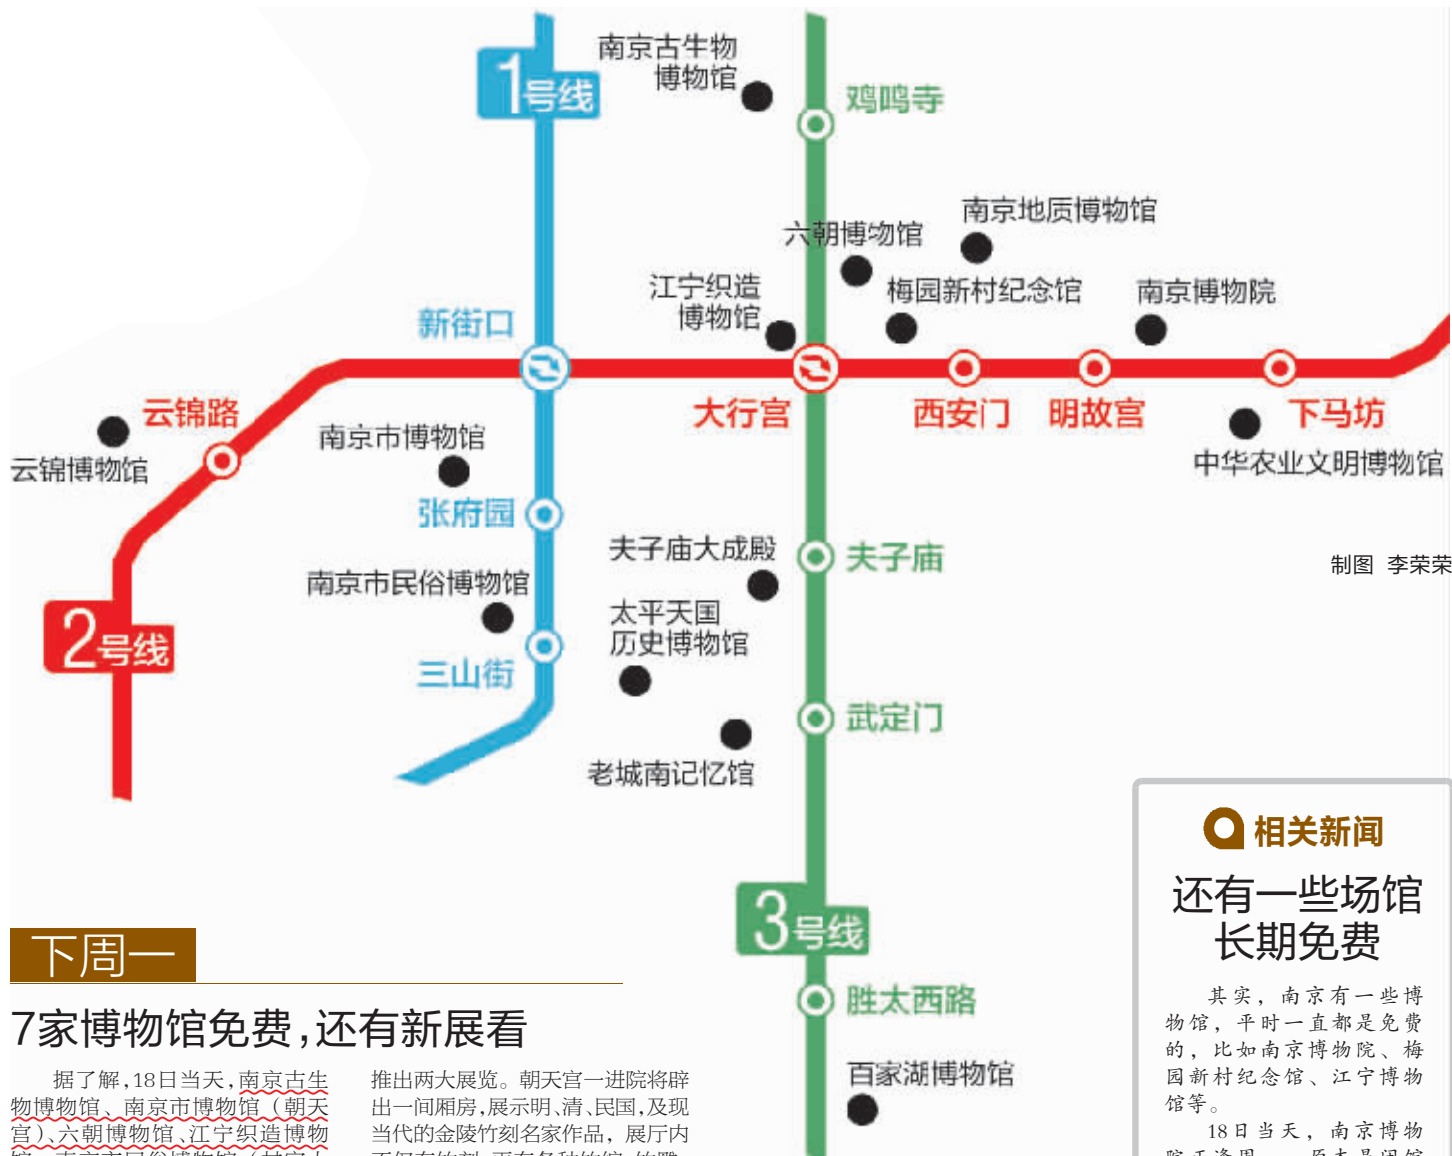 1号线
南京古生物
博物馆
鸡鸣寺
南京地质博物馆
六朝博物馆
江宁织造
博物馆
梅园新村纪念馆
南京博物院
新街口
云锦路
大行宫
西安门
明故宫
下马坊
云锦博物馆
南京市博物馆
中华农业文明博物馆
张府园
夫子庙大成殿
夫子庙
制图 李荣荣
南京市民俗博物馆
太平天国
历史博物馆
2号线
三山街
武定门
老城南记忆馆
3号线
胜太西路
百家湖博物馆
下周一
7家博物馆免费,还有新展看
据了解,18日当天,南京古生
物博物馆、南京市博物馆（朝天
宫）、六朝博物馆、江宁织造博物
推出两大展览。朝天宫一进院将辟
出一间厢房,展示明、清、民国,及现
当代的金陵竹刻名家作品，展厅内
相关新闻
还有一些场馆
长期免费
其实，南京有一些博
物馆，平时一直都是免费
的，比如南京博物院、梅
园新村纪念馆、江宁博物
馆等。
18日当天，南京博物